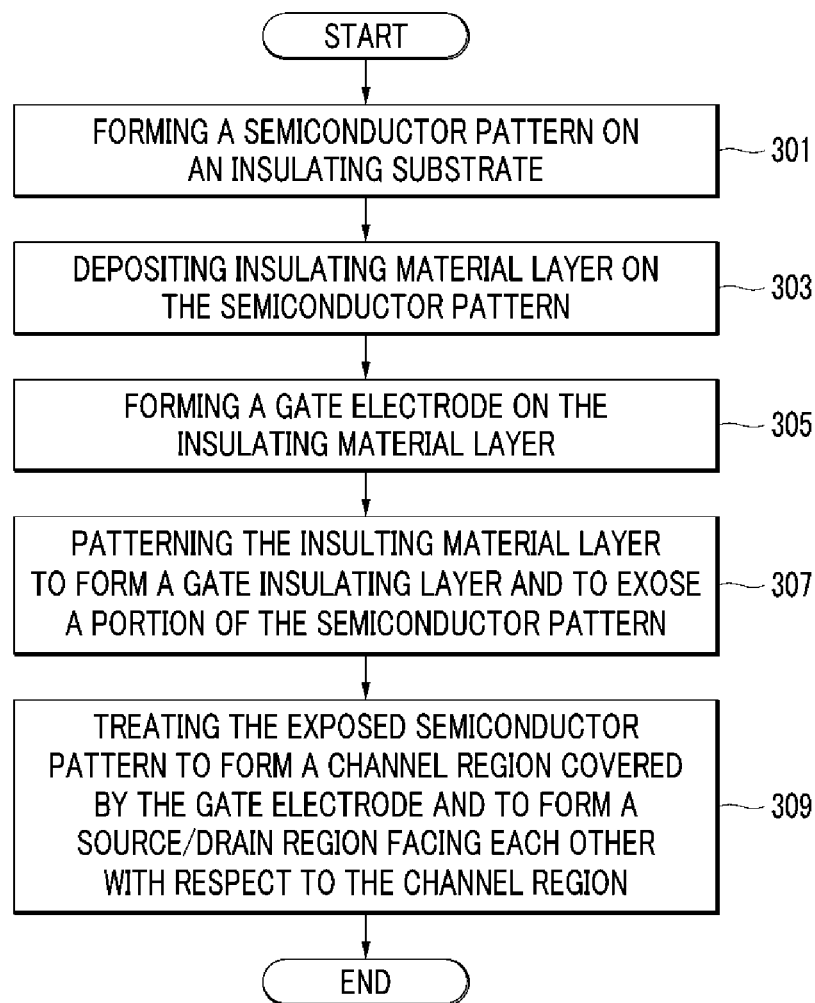 START
FORMING A SEMICONDUCTOR PATTERN ON
AN INSULATING SUBSTRATE
301
DEPOSITING INSULATING MATERIAL LAYER ON
THE SEMICONDUCTOR PATTERN
303
FORMING A GATE ELECTRODE ON THE
INSULATING MATERIAL LAYER
305
PATTERNING THE INSULTING MATERIAL LAYER
TO FORM A GATE INSULATING LAYER AND TO EXOSE
A PORTION OF THE SEMICONDUCTOR PATTERN
307
TREATING THE EXPOSED SEMICONDUCTOR
PATTERN TO FORM A CHANNEL REGION COVERED
BY THE GATE ELECTRODE AND TO FORM A
SOURCE/DRAIN REGION FACING EACH OTHER
WITH RESPECT TO THE CHANNEL REGION
309
END